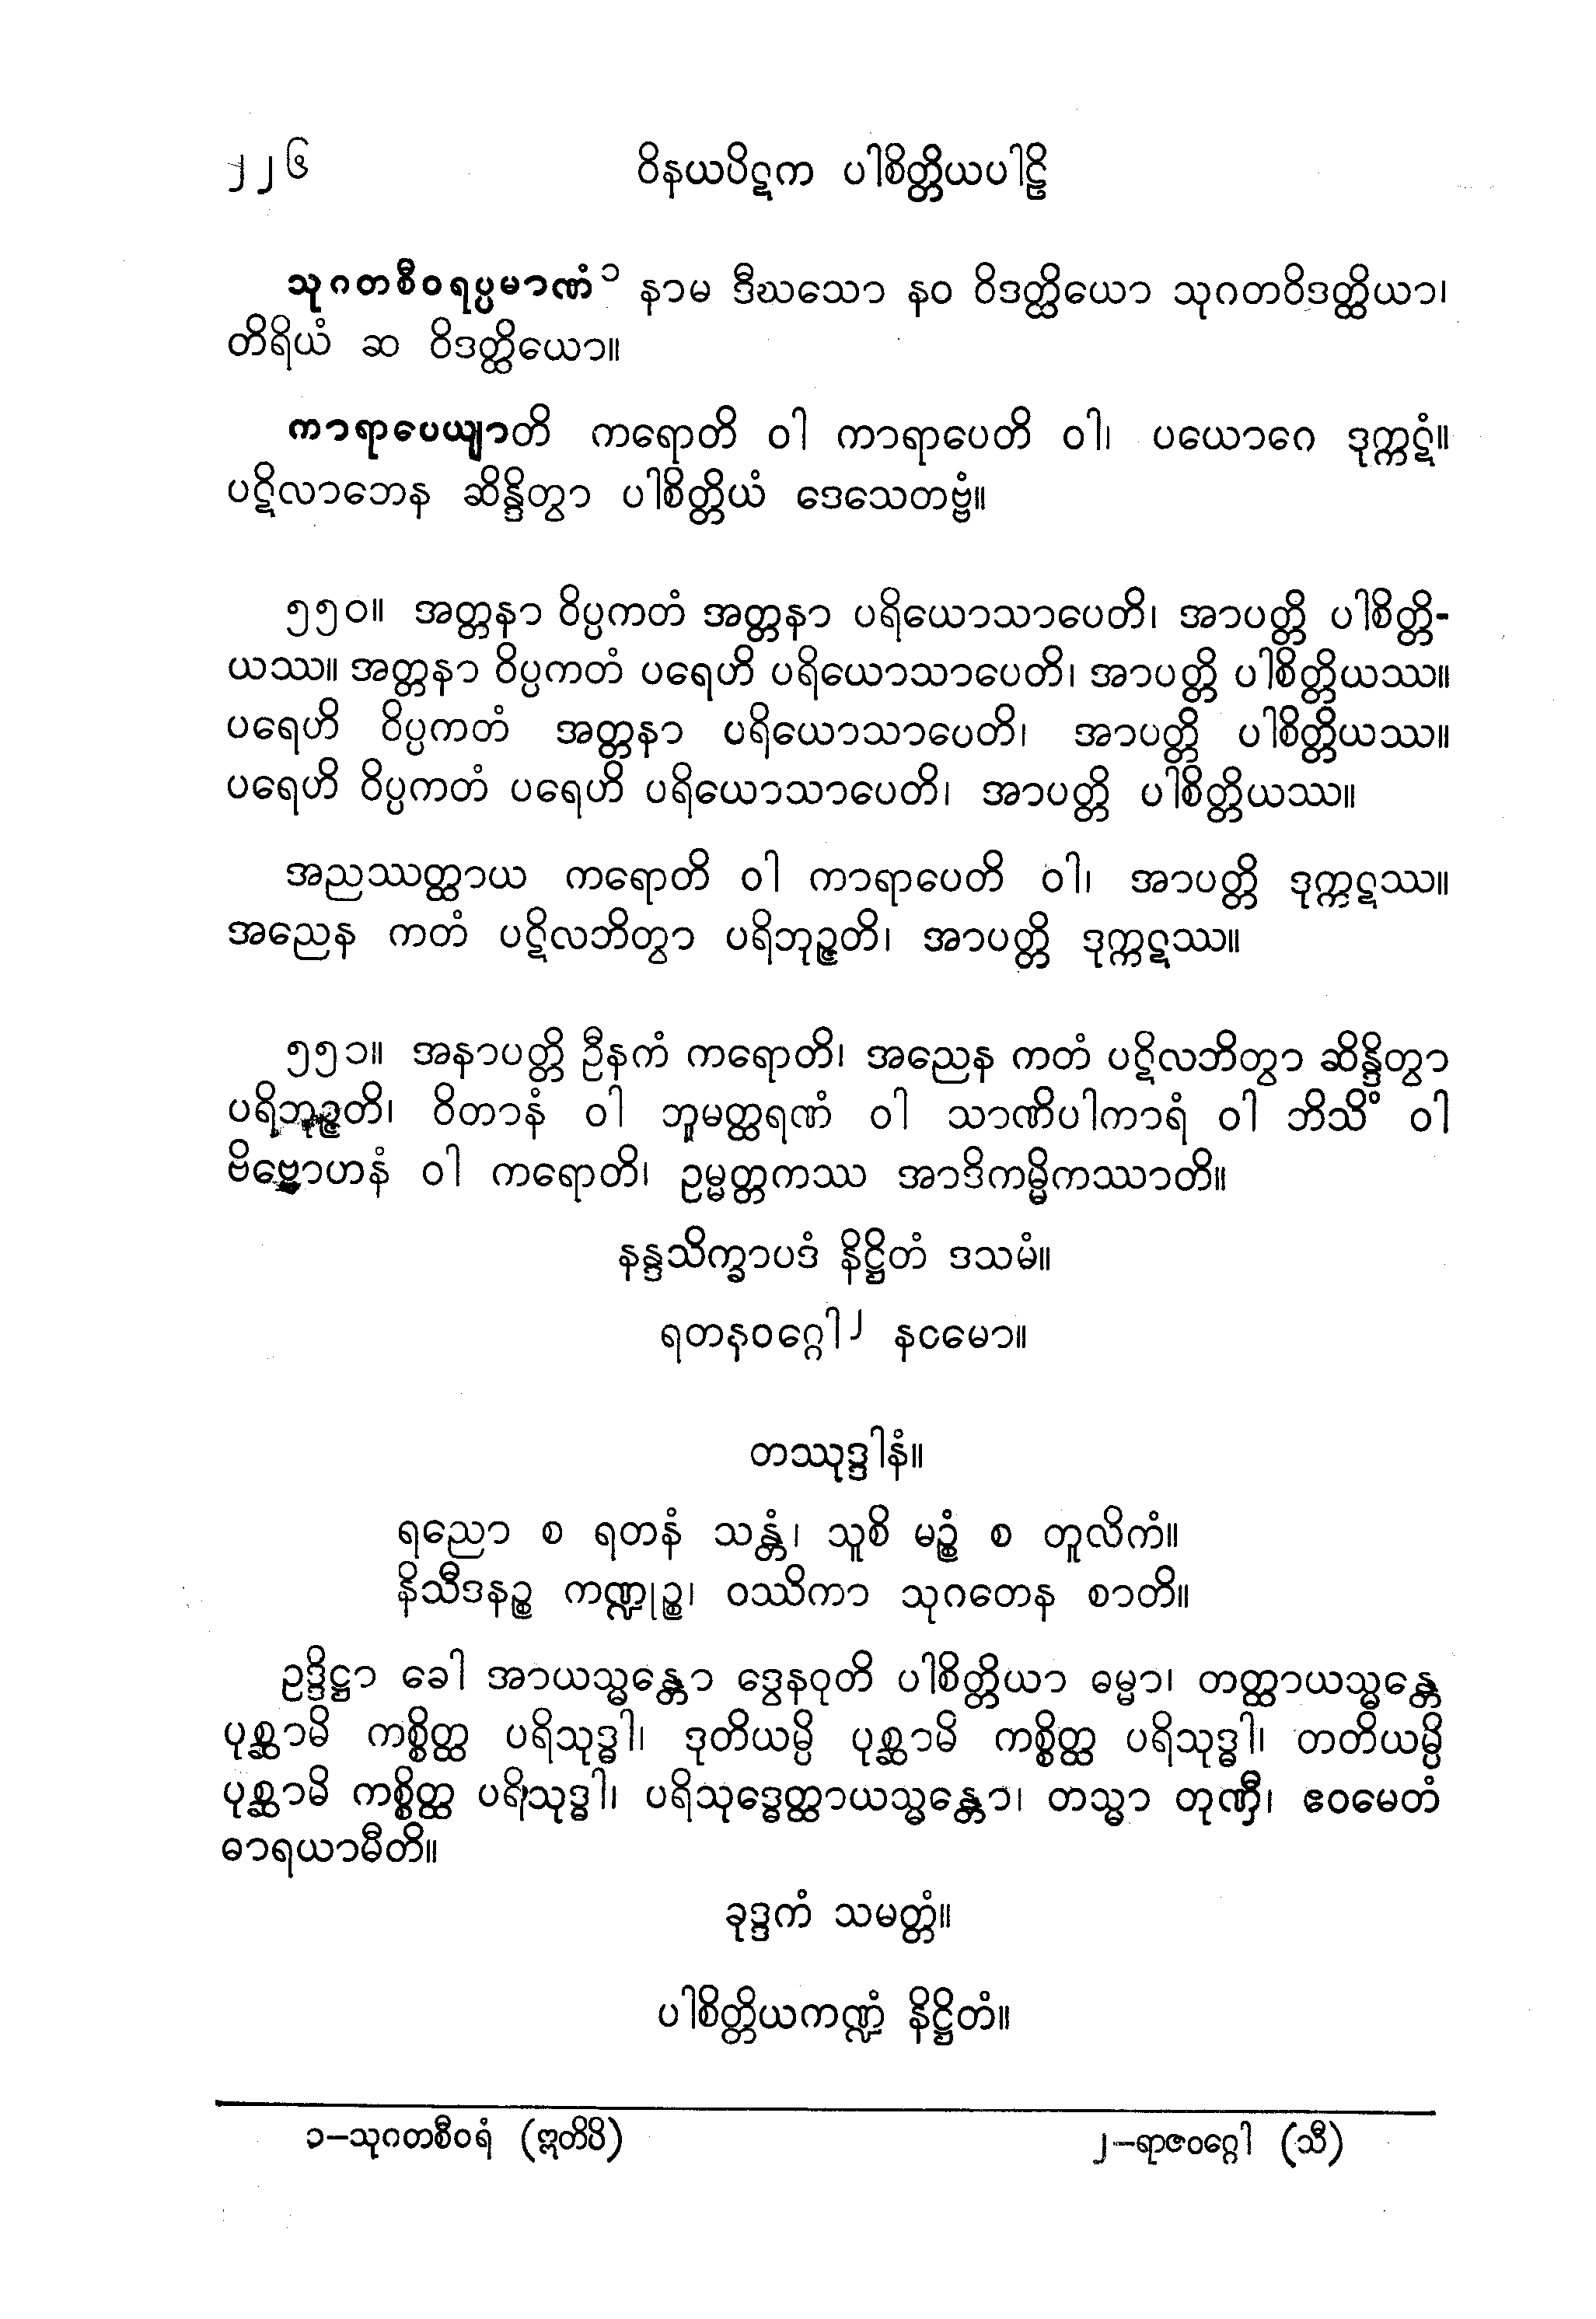 ၂၂၆ ဝိနယပိဋက ပါစိတ္တိယပါဠိ
သုဂတစီဝရပ္ပမာဏံ၁ နာမ ဒီဃသော နဝ ဝိဒတ္ထိယော သုဂတဝိဒတ္ထိယာ၊
တိရိယံ ဆ ဝိဒတ္ထိယော။
ကာရာပေယျာတိ ကရောတိ ဝါ ကာရာပေတိ ဝါ၊ ပယောဂေ ဒုက္ကဋံ။
ပဋိလာဘေန ဆိန္ဒိတွာ ပါစိတ္တိယံ ဒေသေတဗ္ဗံ။
၅၅၀။ အတ္တနာ ဝိပ္ပကတံ အတ္တနာ ပရိယောသာပေတိ၊ အာပတ္တိ ပါစိတ္တိ-
ယဿ။ အတ္တနာ ဝိပ္ပကတံ ပရေဟိ ပရိယောသာပေတိ၊ အာပတ္တိ ပါစိတ္တိယဿ။
ပရေဟိ ဝိပ္ပကတံ အတ္တနာ ပရိယောသာပေတိ၊ အာပတ္တိ ပါစိတ္တိယဿ။
ပရေဟိ ဝိပ္ပကတံ ပရေဟိ ပရိယောသာပေတိ၊ အာပတ္တိ ပါစိတ္တိယဿ။
အညဿတ္ထာယ ကရောတိ ဝါ ကာရာပေတိ ဝါ၊ အာပတ္တိ ဒုက္ကဋဿ။
အညေန ကတံ ပဋိလဘိတွာ ပရိဘုဉ္ဇတိ၊ အာပတ္တိ ဒုက္ကဋဿ။
၅၅၁။ အနာပတ္တိ ဦနကံ ကရောတိ၊ အညေန ကတံ ပဋိလဘိတွာ ဆိန္ဒိတွာ
ပရိဘုဉ္ဇတိ၊ ဝိတာနံ ဝါ ဘူမတ္ထရဏံ ဝါ သာဏိပါကာရံ ဝါ ဘိသိံ ဝါ
ဗိဗ္ဗောဟနံ ဝါ ကရောတိ၊ ဥမ္မတ္တကဿ အာဒိကမ္မိကဿာတိ။
နန္ဒသိက္ခာပဒံ နိဋ္ဌိတံ ဒသမံ။
ရတနဝဂ္ဂေါ၂ နဝမော။
တဿုဒ္ဒါနံ။
ရညော စ ရတနံ သန္တံ၊ သူစိ မဉ္စံ စ တူလိကံ။
နိသီဒနဉ္စ ကဏ္ဍုဉ္စ၊ ဝဿိကာ သုဂတေန စာတိ။
ဥဒ္ဒိဋ္ဌာ ခေါ အာယသ္မန္တော ဒွေနဝုတိ ပါစိတ္တိယာ ဓမ္မာ၊ တတ္ထာယသ္မန္တေ
ပုစ္ဆာမိ ကစ္စိတ္ထ ပရိသုဒ္ဓါ၊ ဒုတိယမ္ပိ ပုစ္ဆာမိ ကစ္စိတ္ထ ပရိသုဒ္ဓါ၊ တတိယမ္ပိ
ပုစ္ဆာမိ ကစ္စိတ္ထ ပရိသုဒ္ဓါ၊ ပရိသုဒ္ဓေတ္ထာယသ္မန္တော၊ တသ္မာ တုဏှီ၊ ဧဝမေတံ
ဓာရယာမီတိ။
ခုဒ္ဒကံ သမတ္တံ။
ပါစိတ္တိယကဏ္ဍံ နိဋ္ဌိတံ။
၁–သုဂတစီဝရံ (ဣတိပိ) ၂–ရာဇဝဂ္ဂေါ (သီ)